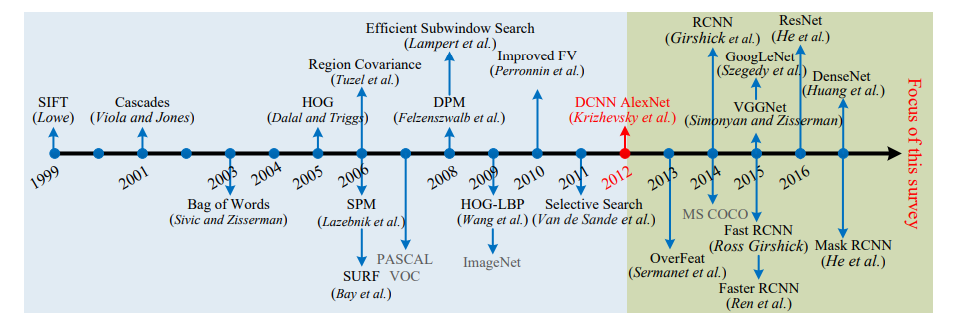 Efficient Subwindow Search
(Lampert et al.)
RCNN
(Girshick et al.)
ResNet
(He et al.)
Region Covariance
(Tuzel et al.)
Improved FV
(Perronnin et al.)
GoogLeNet
(Szegedy et al.)
DenseNet
(Huang et al.)
SIFT
(Lowe)
Cascades
(Viola and Jones)
HOG
(Dalal and Triggs)
DPM
(Felzenszwalb et al.)
DCNN AlexNet
(Krizhevsky et al.)
VGGNet
(Simonyan and Zisserman)
Focus of this survey
1999
2001
2003
2004
2005
2006
2008
2009
2010
2011
2012
2013
2014
2015
2016
Bag of Words
(Sivic and Zisserman)
SPM
(Lazebnik et al.)
HOG-LBP
(Wang et al.)
Selective Search
(Van de Sande et al.)
MS COCO
Fast RCNN
(Ross Girshick)
Mask RCNN
(He et al.)
PASCAL
VOC
ImageNet
OverFeat
(Sermanet et al.)
SURF
(Bay et al.)
Faster RCNN
(Ren et al.)